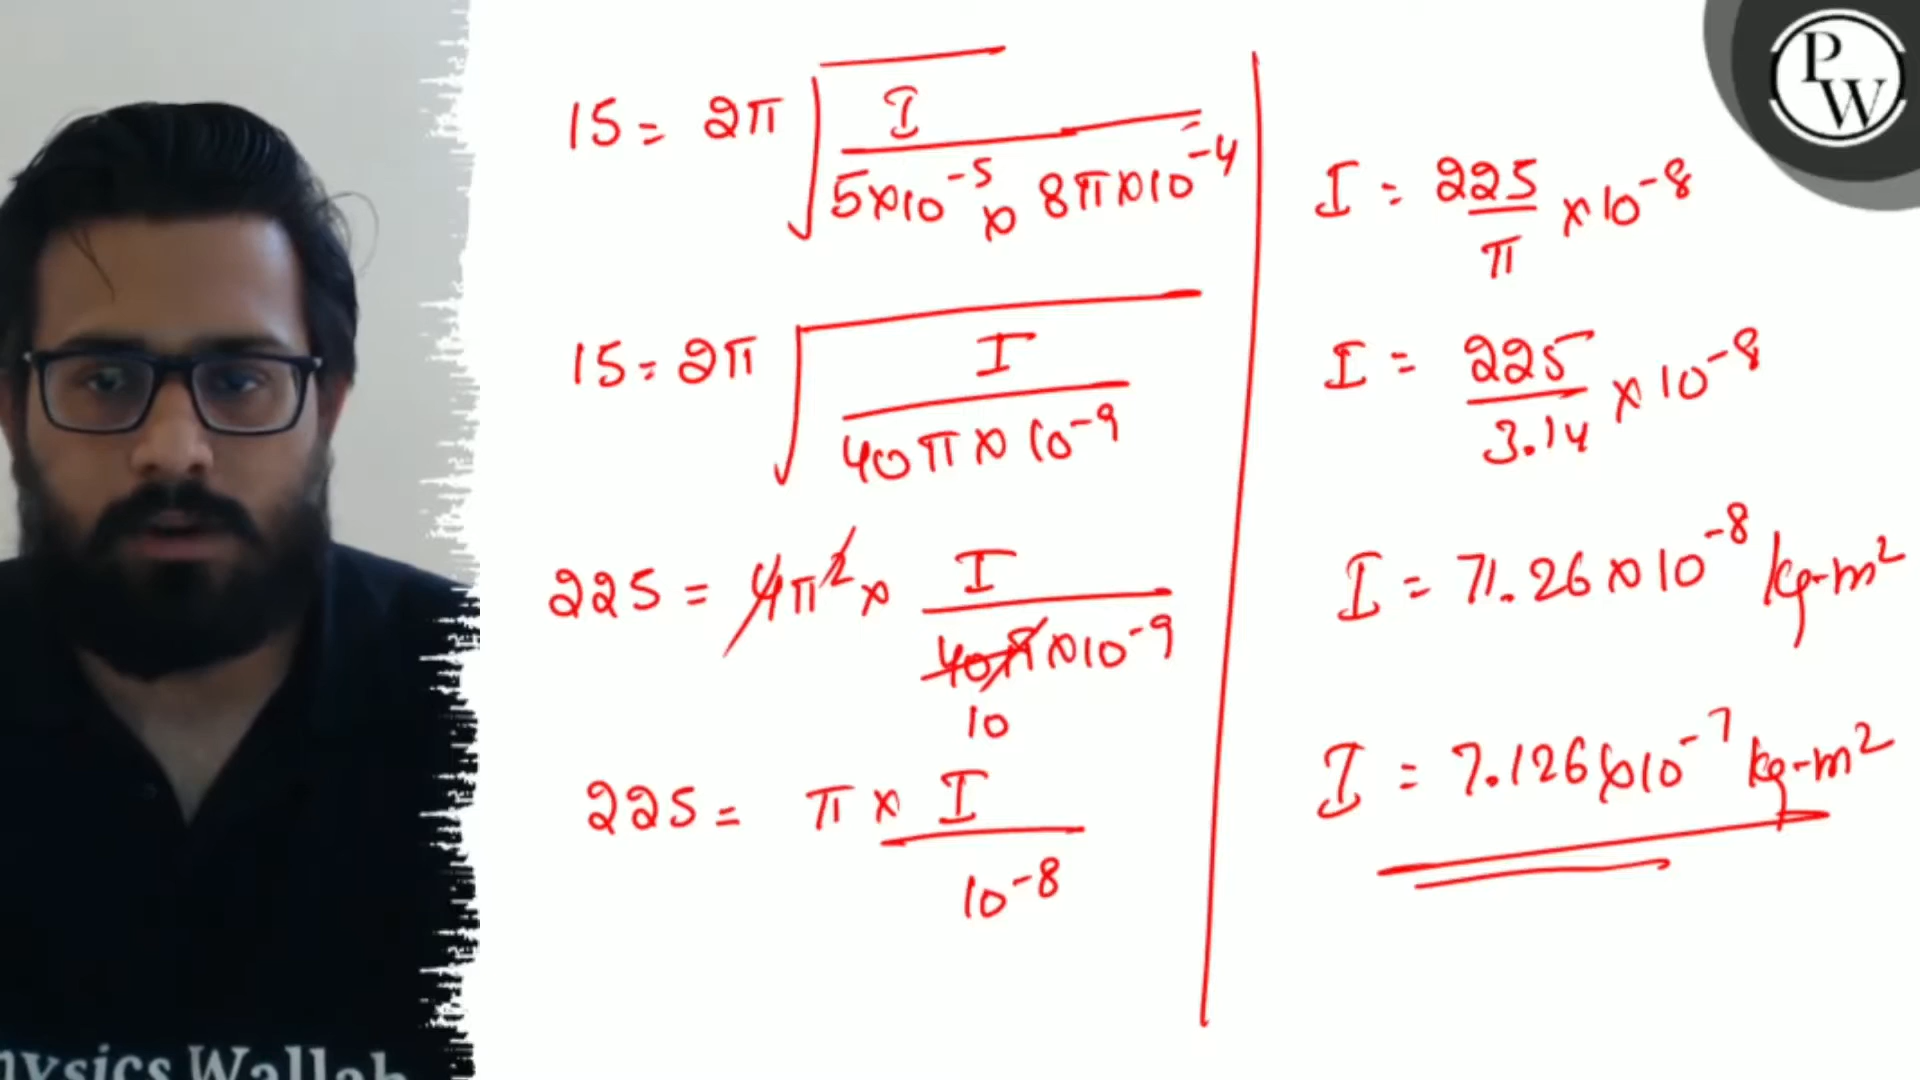 15 = 2π √(I / 5×10⁻⁵ × 8π×10⁻⁴)
15 = 2π √(I / 40π×10⁻⁹)
225 = 4π² × I / 40π×10⁻⁹
10
225 = π × I / 10⁻⁸
I = 225/π ×10⁻⁸
I = 225/3.14 ×10⁻⁸
I = 71.26×10⁻⁸ kg-m²
I = 7.126×10⁻⁷ kg-m²
PW
hysics Wallah